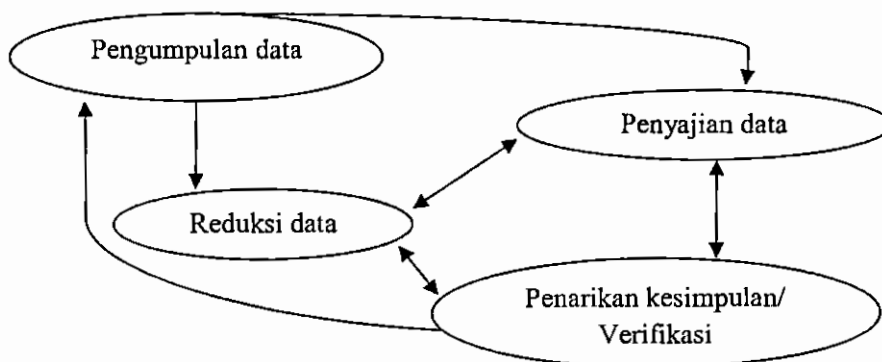 Pengumpulan data
Penyajian data
Reduksi data
Penarikan kesimpulan/
Verifikasi